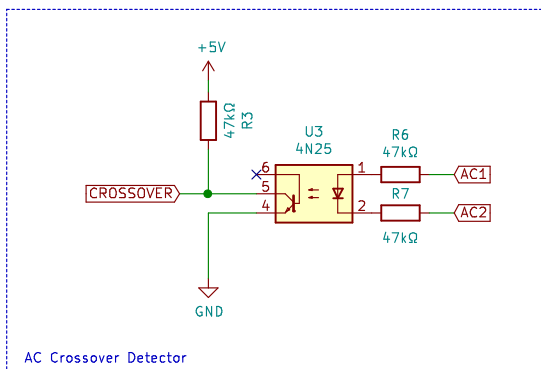 +5V
47kΩ
R3
U3
4N25
R6
47kΩ
6
1
AC1
CROSSOVER
5
R7
4
2
AC2
47kΩ
GND
AC Crossover Detector